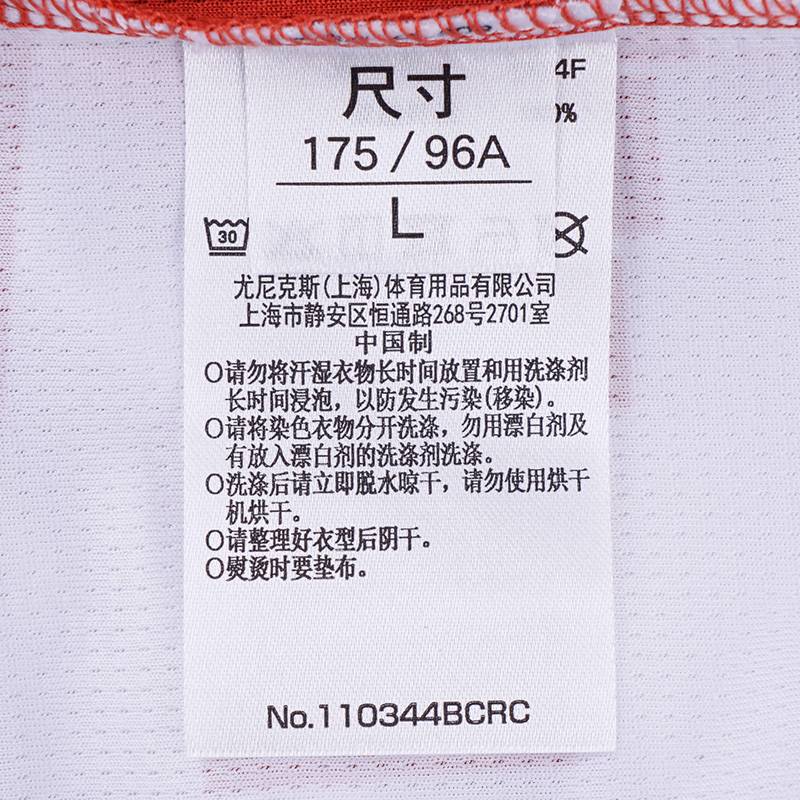 尺寸
4F
%
175/96A
L
30
尤尼克斯(上海)体育用品有限公司
上海市静安区恒通路268号2701室
中国制
○请勿将汗湿衣物长时间放置和用洗涤剂
长时间浸泡，以防发生污染(移染)。
○请将染色衣物分开洗涤，勿用漂白剂及
有放入漂白剂的洗涤剂洗涤。
○洗涤后请立即脱水晾干，请勿使用烘干
机烘干。
○请整理好衣型后阴干。
○熨烫时要垫布。
No.110344BCRC